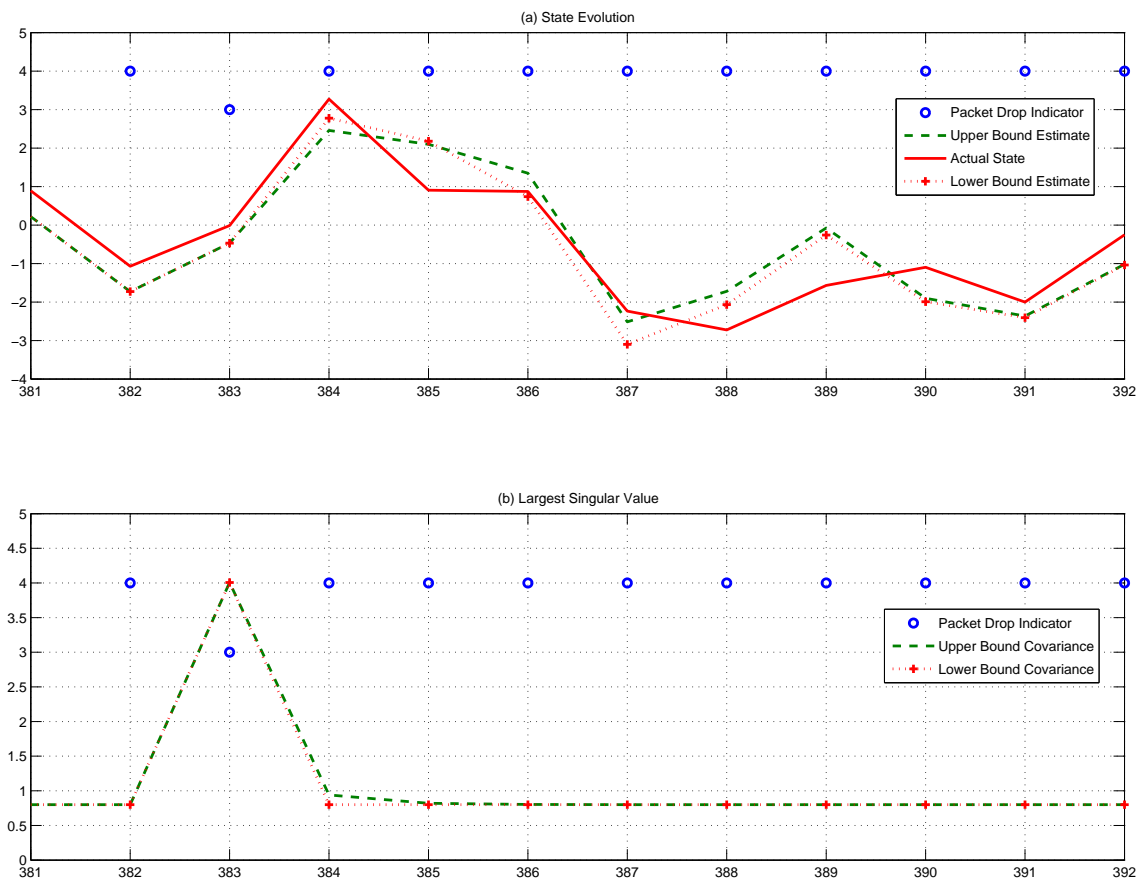 (a) State Evolution
5
4
3
2
1
0
−1
−2
−3
−4
381 382 383 384 385 386 387 388 389 390 391 392
Packet Drop Indicator
Upper Bound Estimate
Actual State
Lower Bound Estimate
(b) Largest Singular Value
5
4.5
4
3.5
3
2.5
2
1.5
1
0.5
0
381 382 383 384 385 386 387 388 389 390 391 392
Packet Drop Indicator
Upper Bound Covariance
Lower Bound Covariance